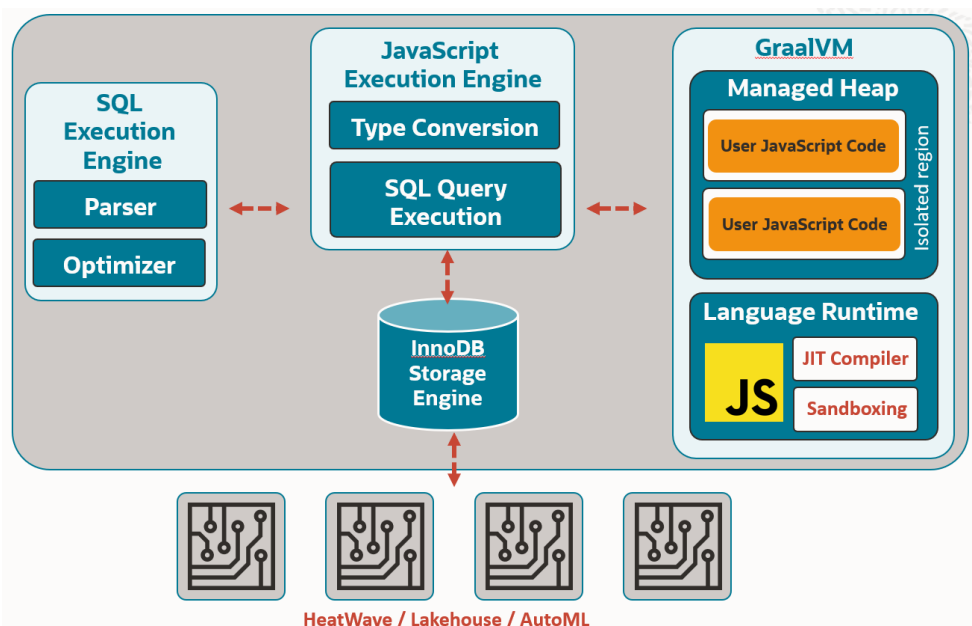 SQL
Execution
Engine
Parser
Optimizer
JavaScript
Execution Engine
Type Conversion
SQL Query
Execution
InnoDB
Storage
Engine
GraalVM
Managed Heap
User JavaScript Code
User JavaScript Code
Isolated region
Language Runtime
JS
JIT Compiler
Sandboxing
HeatWave / Lakehouse / AutoML